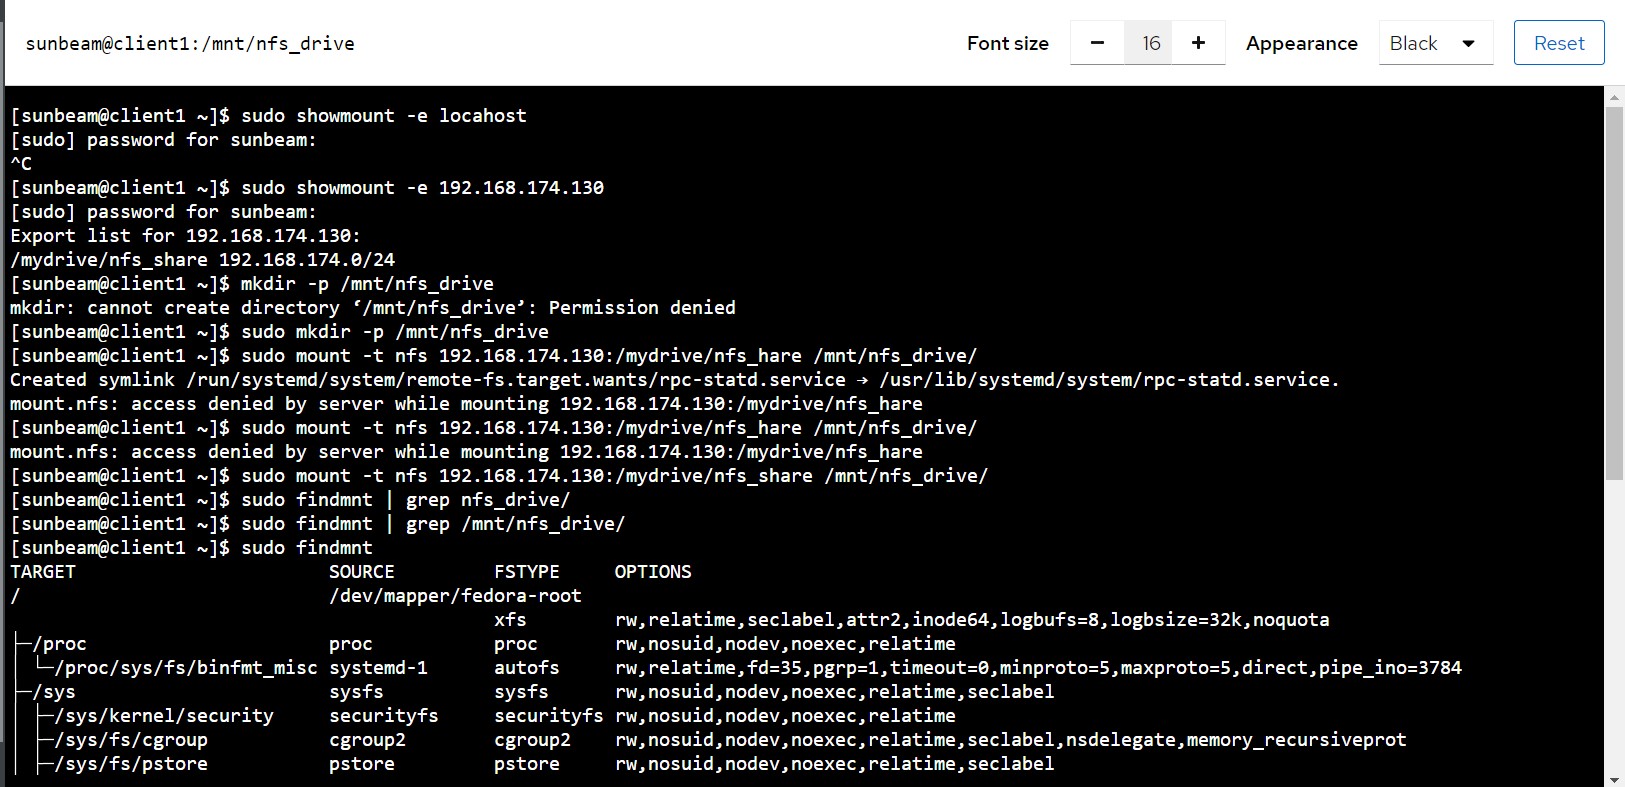 sunbeam@client1:/mnt/nfs_drive Font size − 16 + Appearance Black Reset
[sunbeam@client1 ~]$ sudo showmount -e locahost
[sudo] password for sunbeam:
^C
[sunbeam@client1 ~]$ sudo showmount -e 192.168.174.130
[sudo] password for sunbeam:
Export list for 192.168.174.130:
/mydrive/nfs_share 192.168.174.0/24
[sunbeam@client1 ~]$ mkdir -p /mnt/nfs_drive
mkdir: cannot create directory ‘/mnt/nfs_drive’: Permission denied
[sunbeam@client1 ~]$ sudo mkdir -p /mnt/nfs_drive
[sunbeam@client1 ~]$ sudo mount -t nfs 192.168.174.130:/mydrive/nfs_hare /mnt/nfs_drive/
Created symlink /run/systemd/system/remote-fs.target.wants/rpc-statd.service → /usr/lib/systemd/system/rpc-statd.service.
mount.nfs: access denied by server while mounting 192.168.174.130:/mydrive/nfs_hare
[sunbeam@client1 ~]$ sudo mount -t nfs 192.168.174.130:/mydrive/nfs_hare /mnt/nfs_drive/
mount.nfs: access denied by server while mounting 192.168.174.130:/mydrive/nfs_hare
[sunbeam@client1 ~]$ sudo mount -t nfs 192.168.174.130:/mydrive/nfs_share /mnt/nfs_drive/
[sunbeam@client1 ~]$ sudo findmnt | grep nfs_drive/
[sunbeam@client1 ~]$ sudo findmnt | grep /mnt/nfs_drive/
[sunbeam@client1 ~]$ sudo findmnt
TARGET                       SOURCE         FSTYPE     OPTIONS
/                            /dev/mapper/fedora-root
                                            xfs        rw,relatime,seclabel,attr2,inode64,logbufs=8,logbsize=32k,noquota
├─/proc                      proc           proc       rw,nosuid,nodev,noexec,relatime
│ └─/proc/sys/fs/binfmt_misc systemd-1      autofs     rw,relatime,fd=35,pgrp=1,timeout=0,minproto=5,maxproto=5,direct,pipe_ino=3784
├─/sys                       sysfs          sysfs      rw,nosuid,nodev,noexec,relatime,seclabel
│ ├─/sys/kernel/security     securityfs     securityfs rw,nosuid,nodev,noexec,relatime
│ ├─/sys/fs/cgroup           cgroup2        cgroup2    rw,nosuid,nodev,noexec,relatime,seclabel,nsdelegate,memory_recursiveprot
│ ├─/sys/fs/pstore           pstore         pstore     rw,nosuid,nodev,noexec,relatime,seclabel